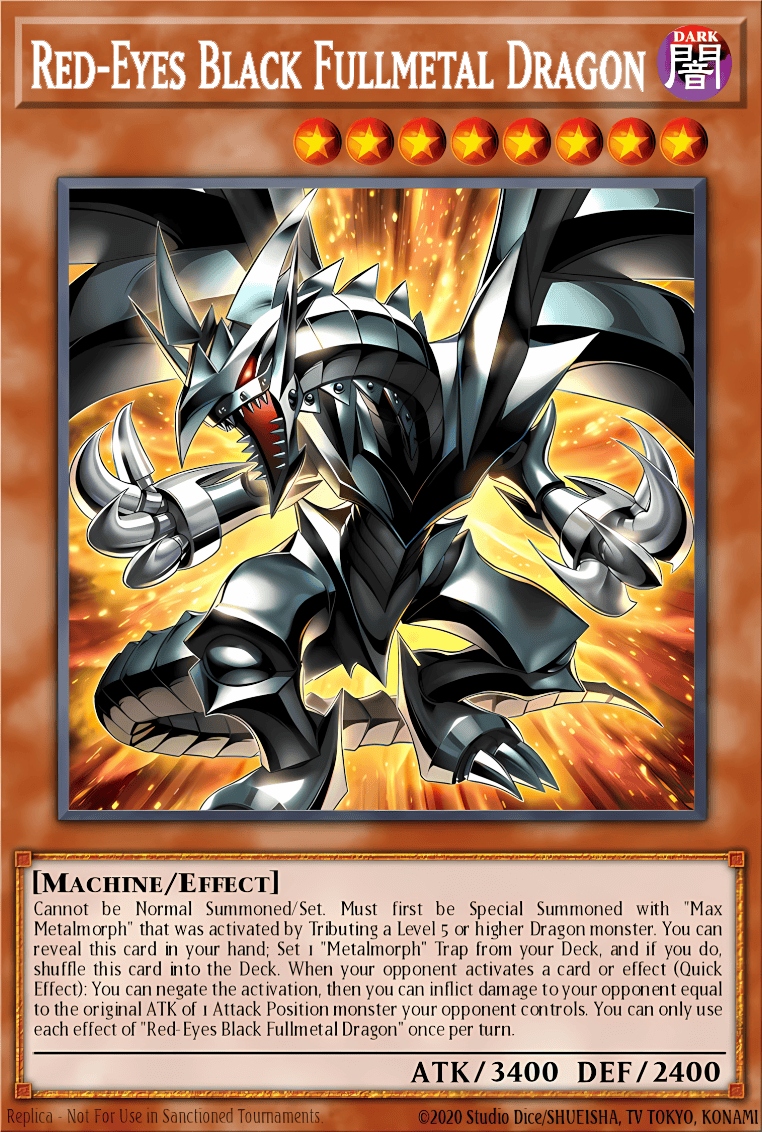 Red-Eyes Black Fullmetal Dragon
DARK
闇
[Machine/Effect]
Cannot be Normal Summoned/Set. Must first be Special Summoned with "Max
Metalmorph" that was activated by Tributing a Level 5 or higher Dragon monster. You can
reveal this card in your hand; Set 1 "Metalmorph" Trap from your Deck, and if you do,
shuffle this card into the Deck. When your opponent activates a card or effect (Quick
Effect): You can negate the activation, then you can inflict damage to your opponent equal
to the original ATK of 1 Attack Position monster your opponent controls. You can only use
each effect of "Red-Eyes Black Fullmetal Dragon" once per turn.
ATK/3400 DEF/2400
Replica - Not For Use in Sanctioned Tournaments.
©2020 Studio Dice/SHUEISHA, TV TOKYO, KONAMI